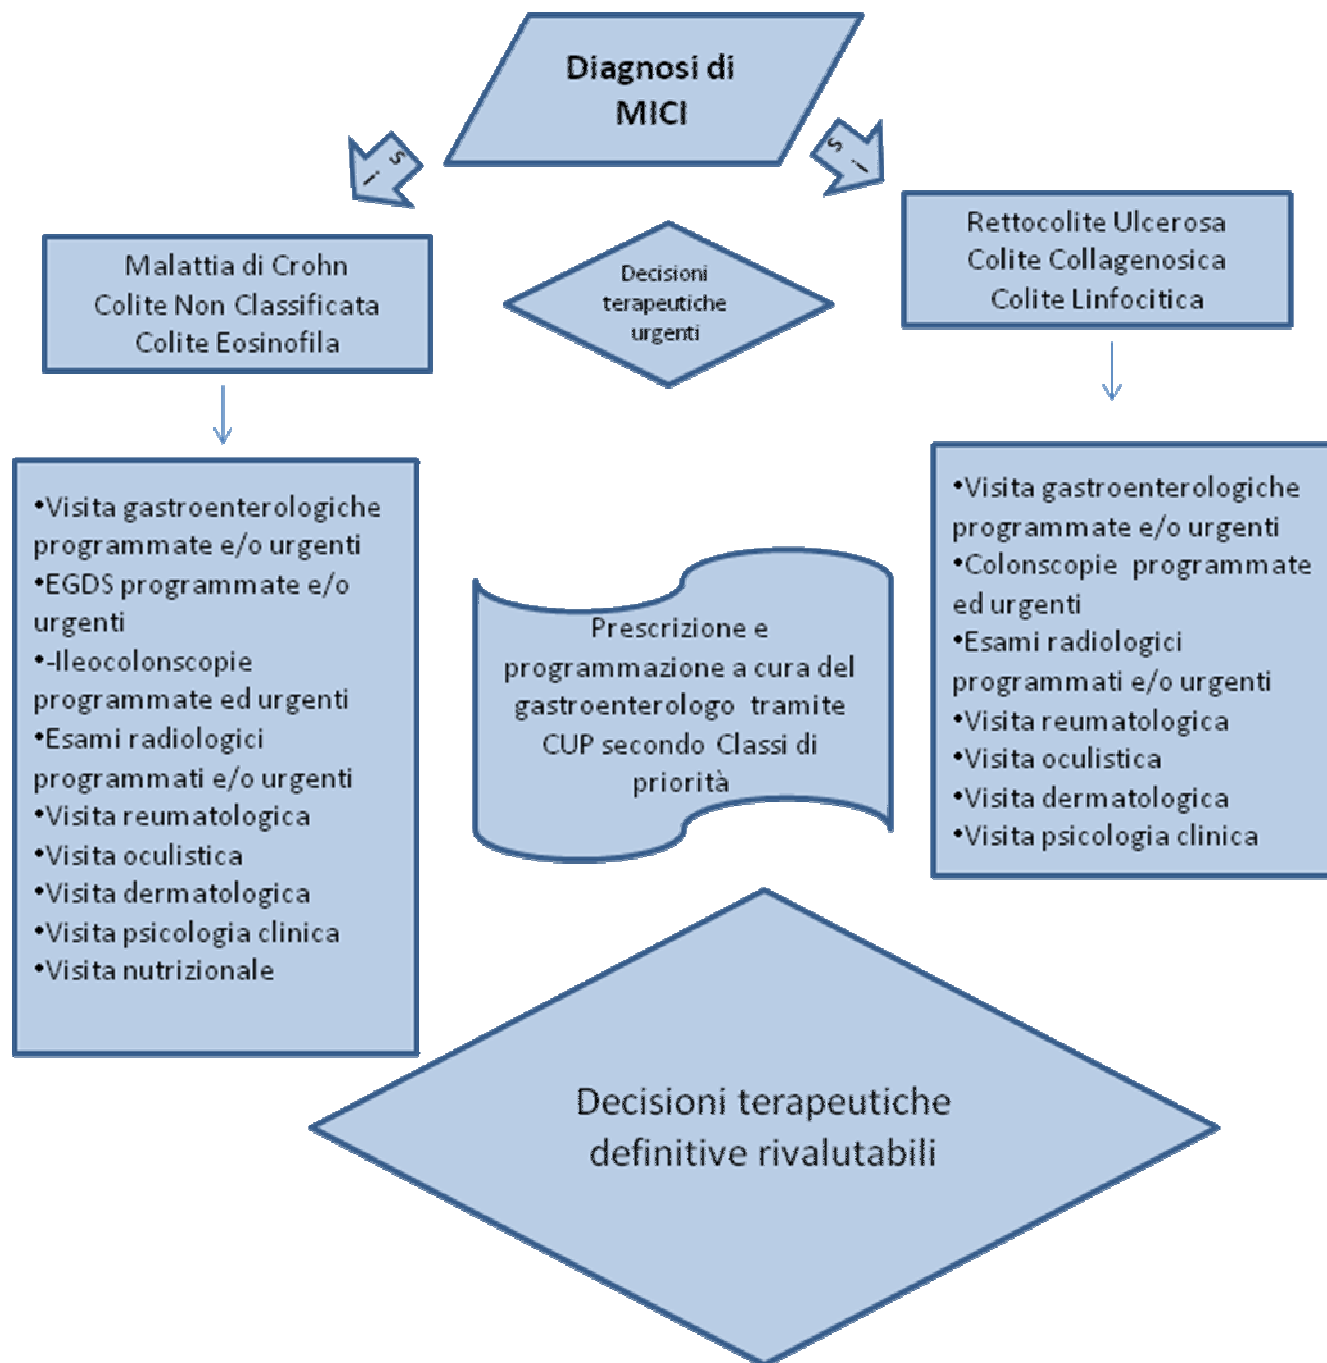 Diagnosi di
MICI
si
si
Malattia di Crohn
Colite Non Classificata
Colite Eosinofila
Decisioni
terapeutiche
urgenti
Rettocolite Ulcerosa
Colite Collagenosica
Colite Linfocitica
•Visita gastroenterologiche
programmate e/o urgenti
•EGDS programmate e/o
urgenti
•-Ileocolonscopie
programmate ed urgenti
•Esami radiologici
programmati e/o urgenti
•Visita reumatologica
•Visita oculistica
•Visita dermatologica
•Visita psicologia clinica
•Visita nutrizionale
Prescrizione e
programmazione a cura del
gastroenterologo tramite
CUP secondo Classi di
priorità
•Visita gastroenterologiche
programmate e/o urgenti
•Colonscopie programmate
ed urgenti
•Esami radiologici
programmati e/o urgenti
•Visita reumatologica
•Visita oculistica
•Visita dermatologica
•Visita psicologia clinica
Decisioni terapeutiche
definitive rivalutabili